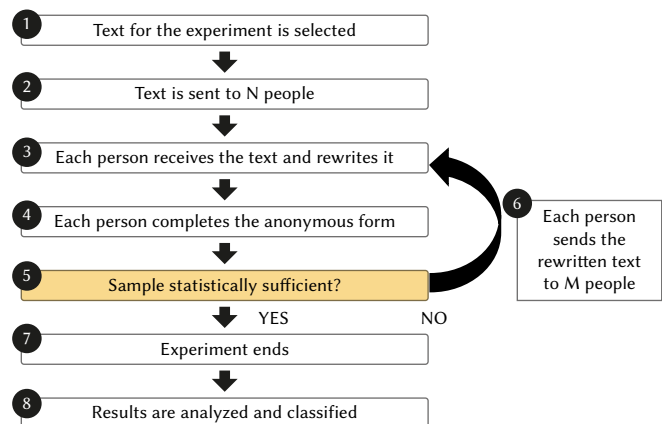 1
Text for the experiment is selected
2
Text is sent to N people
3
Each person receives the text and rewrites it
4
Each person completes the anonymous form
5
Sample statistically sufficient?
6
Each person
sends the
rewritten text
to M people
YES
NO
7
Experiment ends
8
Results are analyzed and classified